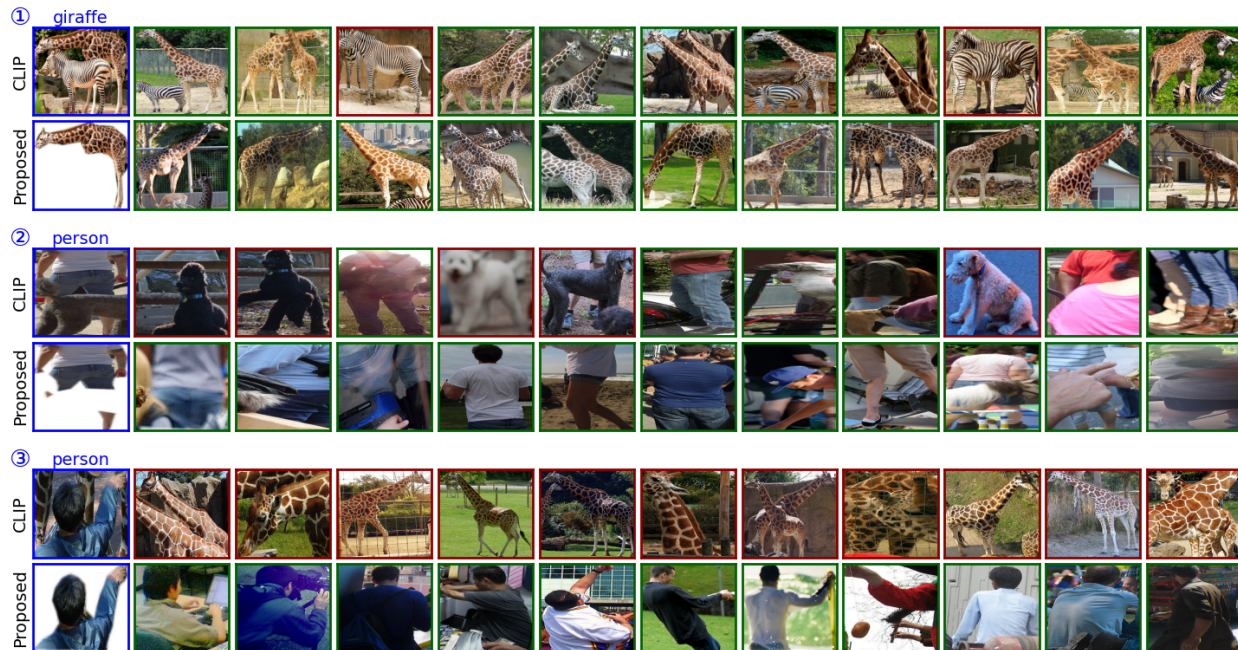 ① giraffe
CLIP
Proposed
② person
CLIP
Proposed
③ person
CLIP
Proposed